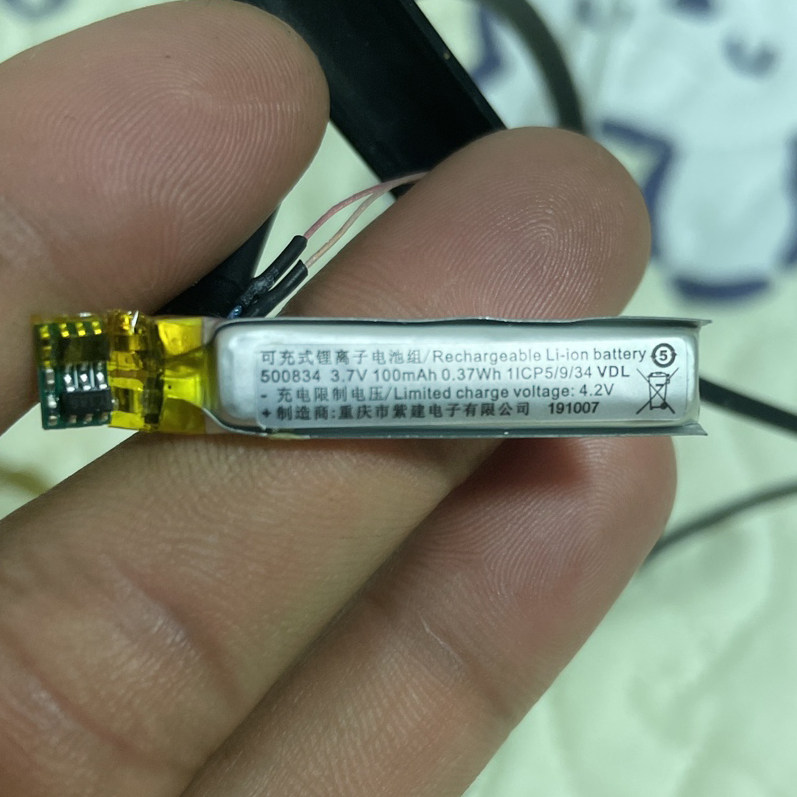 可充式锂离子电池组/Rechargeable Li-ion battery 5
500834 3.7V 100mAh 0.37Wh 1ICP5/9/34 VDL
- 充电限制电压/Limited charge voltage: 4.2V
+ 制造商:重庆市紫建电子有限公司 191007